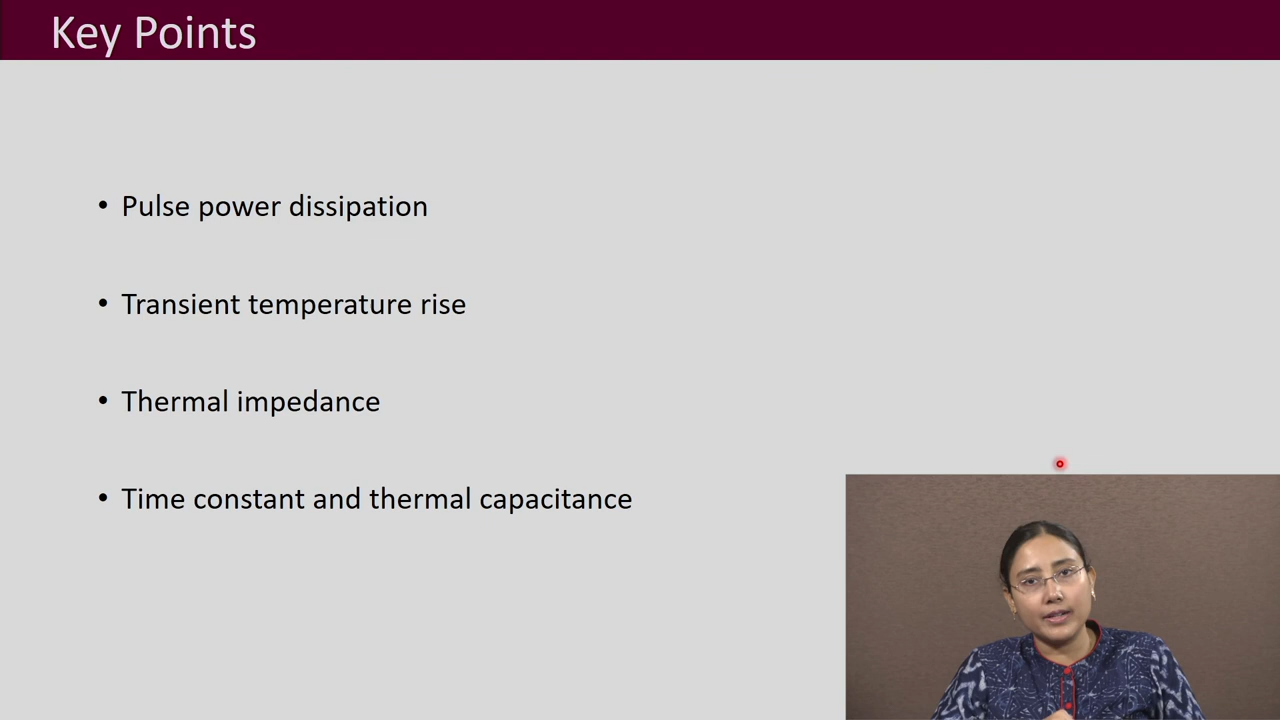 Key Points
• Pulse power dissipation
• Transient temperature rise
• Thermal impedance
• Time constant and thermal capacitance